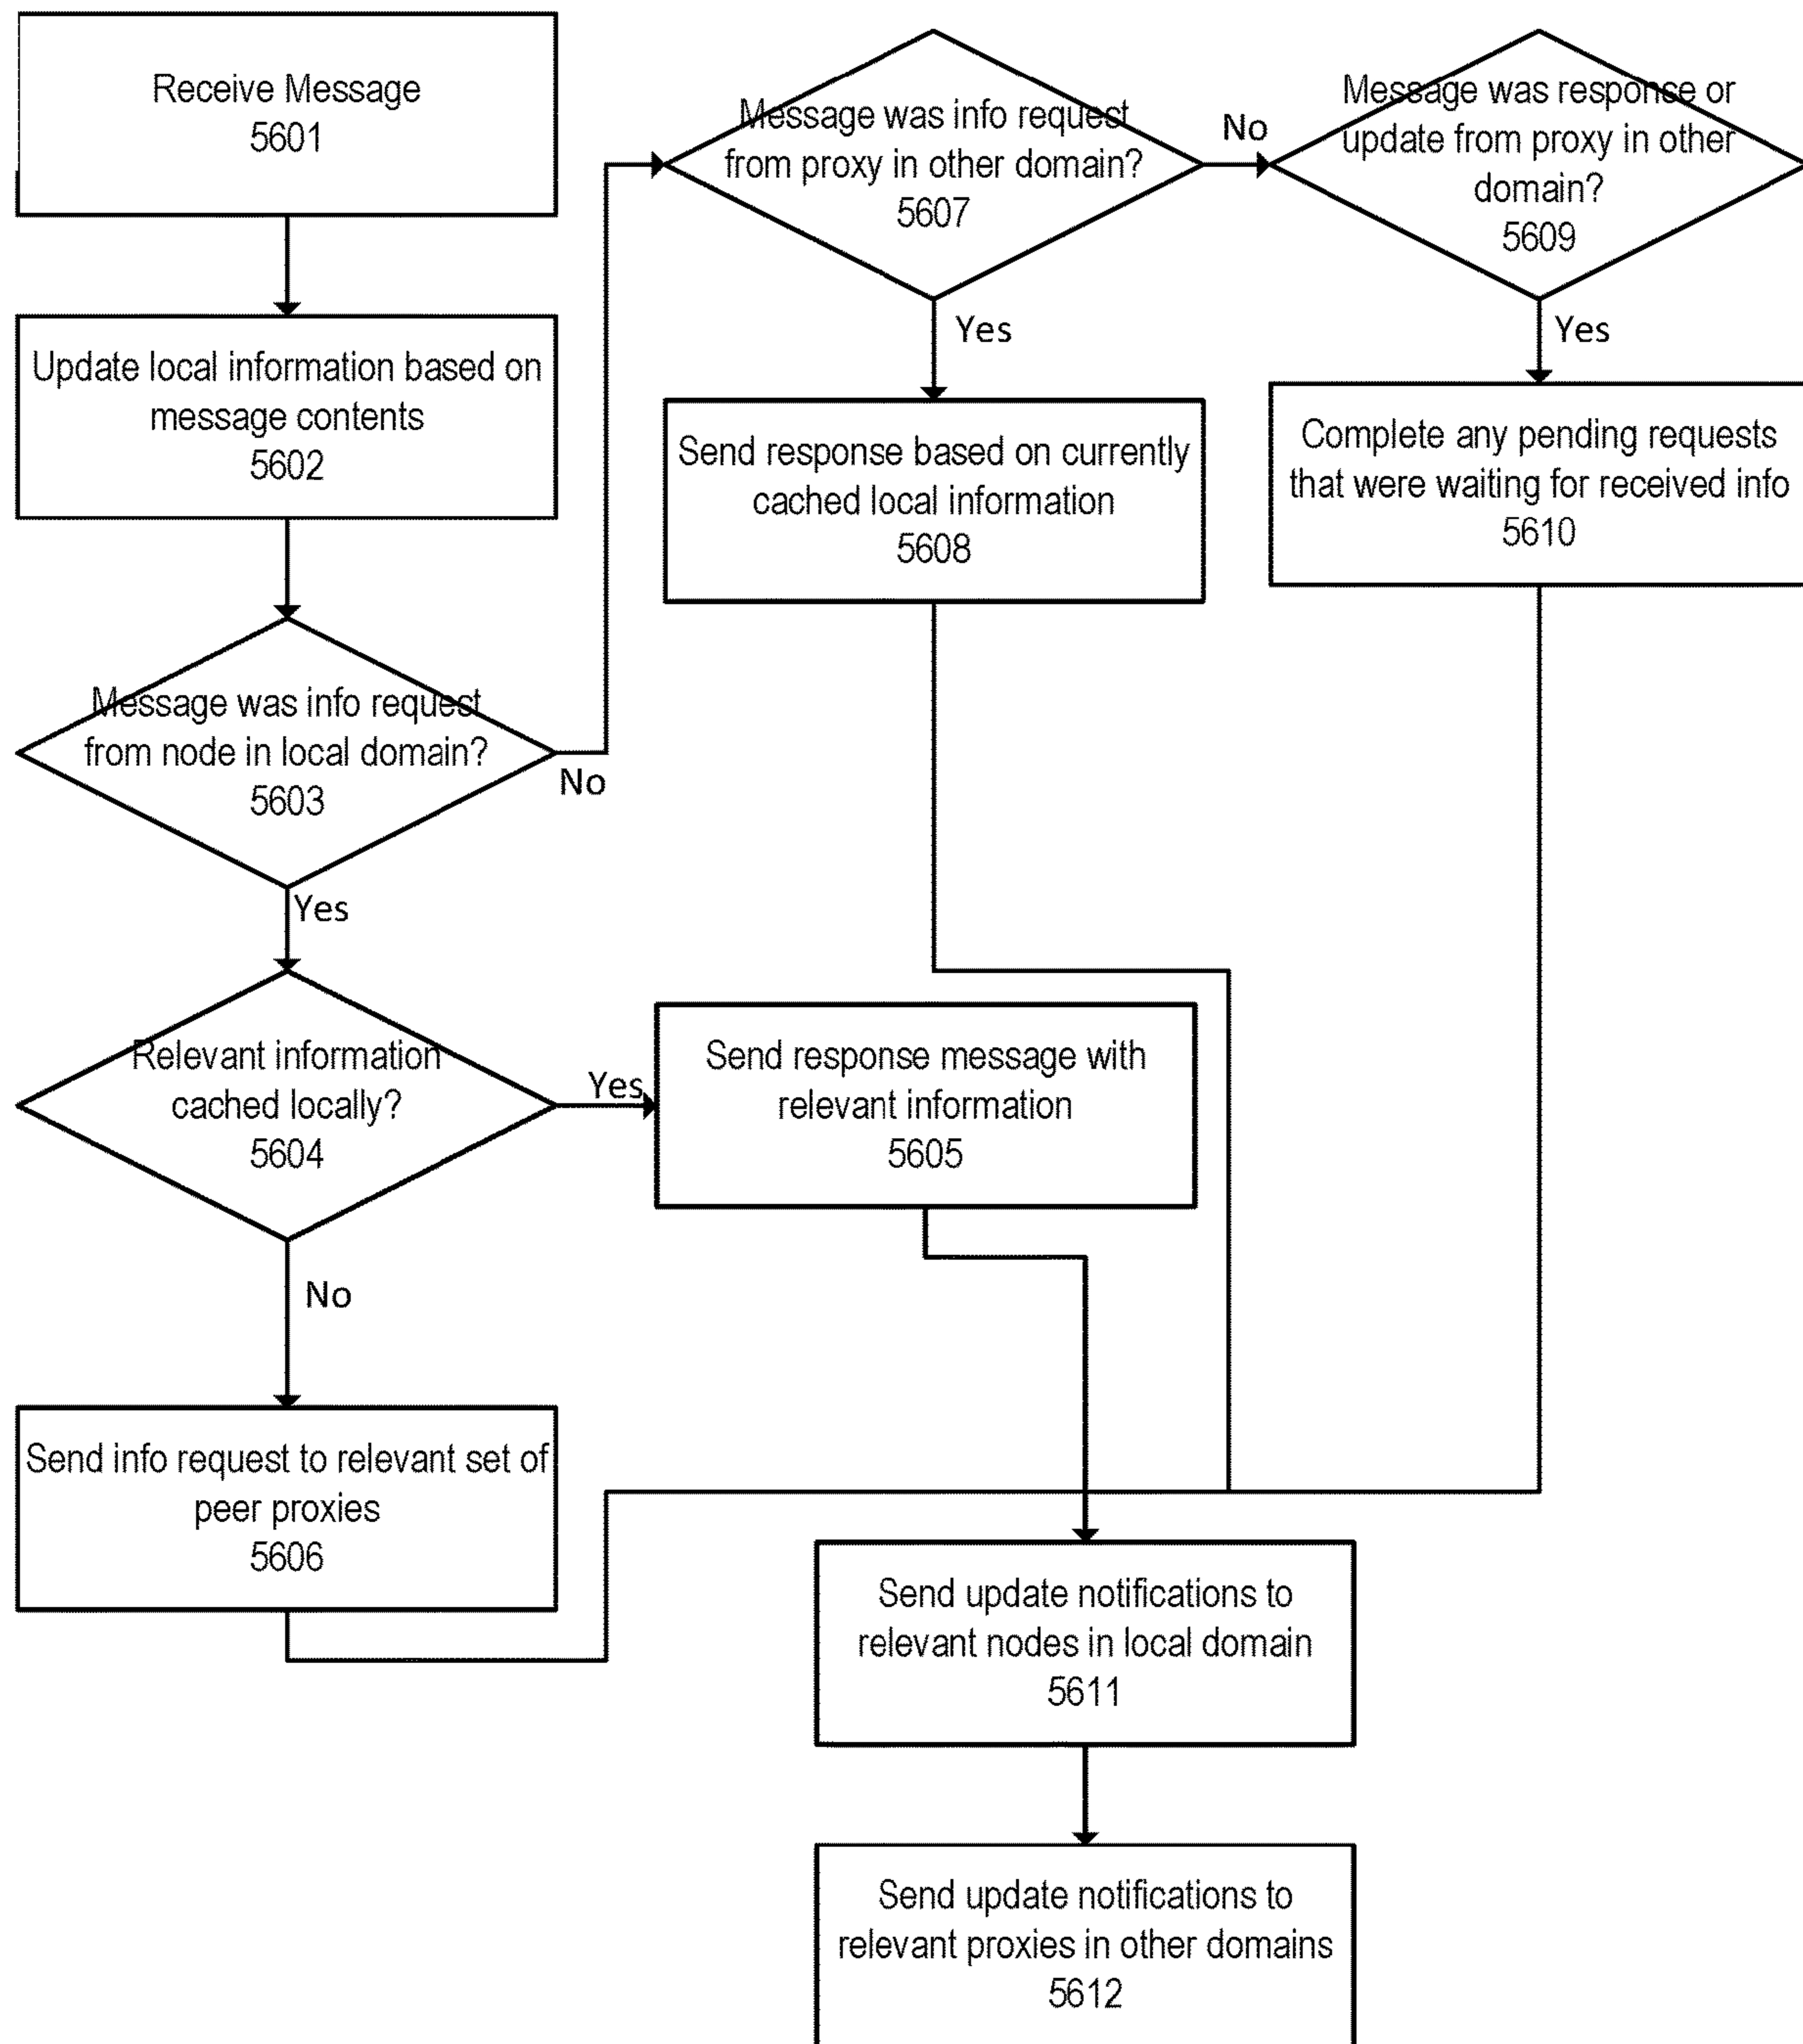 Receive Message
5601
Update local information based on
message contents
5602
Message was info request
from node in local domain?
5603
No
Yes
Relevant information
cached locally?
5604
Yes
No
Send response message with
relevant information
5605
Send info request to relevant set of
peer proxies
5606
Message was info request
from proxy in other domain?
5607
No
Yes
Send response based on currently
cached local information
5608
Message was response or
update from proxy in other
domain?
5609
Yes
Complete any pending requests
that were waiting for received info
5610
Send update notifications to
relevant nodes in local domain
5611
Send update notifications to
relevant proxies in other domains
5612